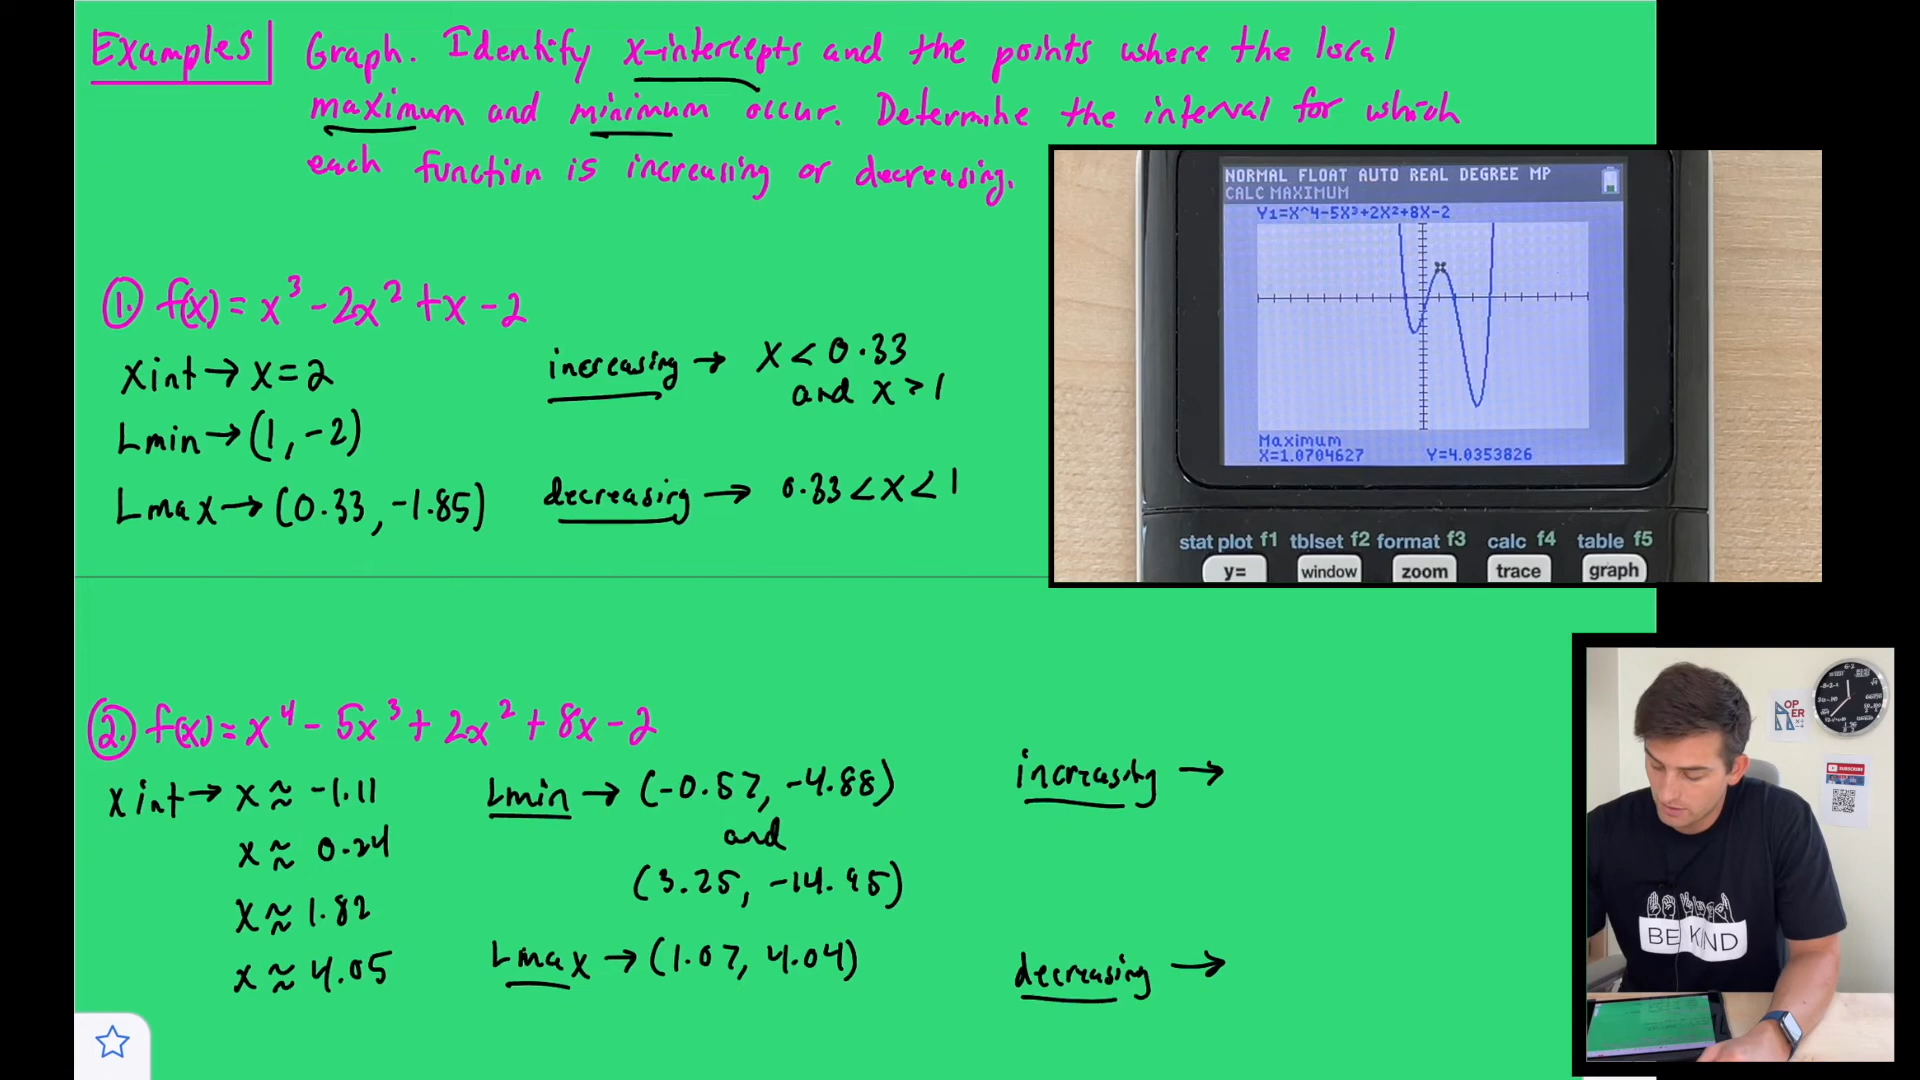 Examples Graph. Identify x-intercepts and the points where the local
maximum and minimum occur. Determine the interval for which
each function is increasing or decreasing.
① f(x) = x³ - 2x² + x - 2
X int → X = 2
Lmin → (1, -2)
Lmax → (0.33, -1.85)
increasing → X < 0.33
and x > 1
decreasing → 0.33 < X < 1
NORMAL FLOAT AUTO REAL DEGREE MP
CALC MAXIMUM
Y1=X^4-5X³+2X²+8X-2
Maximum
X=1.0704627 Y=4.0353826
stat plot f1 tblset f2 format f3 calc f4 table f5
y= window zoom trace graph
② f(x) = x⁴ - 5x³ + 2x² + 8x - 2
X int → X ≈ -1.11
X ≈ 0.24
X ≈ 1.82
X ≈ 4.05
Lmin → (-0.57, -4.88)
and
(3.25, -14.95)
Lmax → (1.07, 4.04)
increasing →
decreasing →
OP
ER
SUBSCRIBE
BE KIND